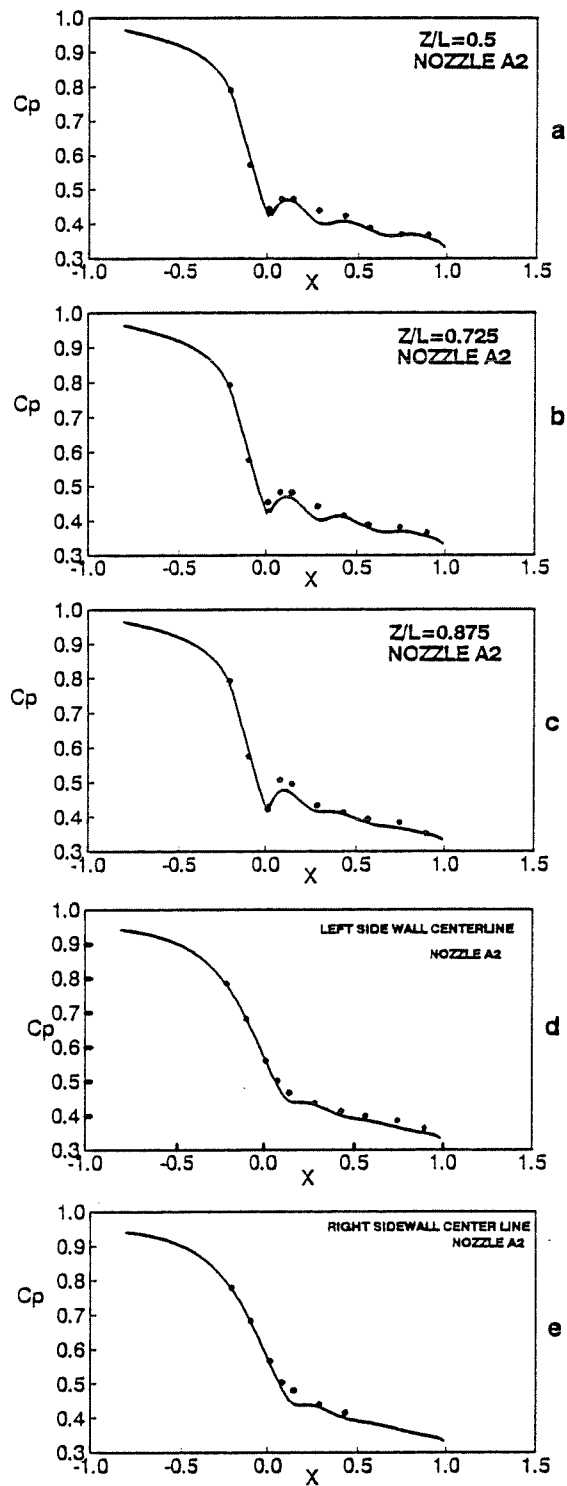 1.0
0.9
0.8
Cp
0.7
0.6
0.5
0.4
0.3
-1.0 -0.5 0.0 0.5 1.0 1.5
X
Z/L=0.5
NOZZLE A2
a
1.0
0.9
0.8
Cp
0.7
0.6
0.5
0.4
0.3
-1.0 -0.5 0.0 0.5 1.0 1.5
X
Z/L=0.725
NOZZLE A2
b
1.0
0.9
0.8
Cp
0.7
0.6
0.5
0.4
0.3
-1.0 -0.5 0.0 0.5 1.0 1.5
X
Z/L=0.875
NOZZLE A2
c
1.0
0.9
0.8
0.7
Cp
0.6
0.5
0.4
0.3
-1.0 -0.5 0.0 0.5 1.0 1.5
X
LEFT SIDE WALL CENTERLINE
NOZZLE A2
d
1.0
0.9
0.8
Cp
0.7
0.6
0.5
0.4
0.3
-1.0 -0.5 0.0 0.5 1.0 1.5
X
RIGHT SIDEWALL CENTER LINE
NOZZLE A2
e